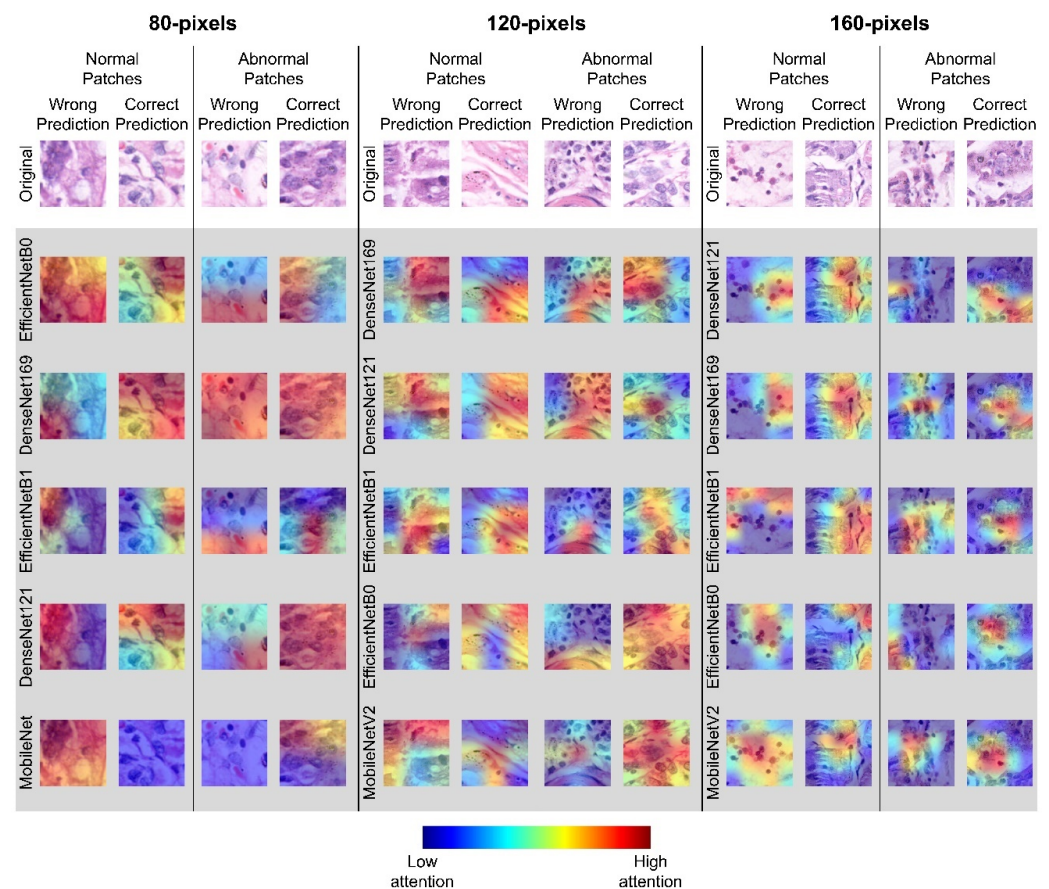 80-pixels
120-pixels
160-pixels
Normal
Patches
Abnormal
Patches
Normal
Patches
Abnormal
Patches
Normal
Patches
Abnormal
Patches
Wrong
Prediction
Correct
Prediction
Wrong
Prediction
Correct
Prediction
Wrong
Prediction
Correct
Prediction
Wrong
Prediction
Correct
Prediction
Wrong
Prediction
Correct
Prediction
Wrong
Prediction
Correct
Prediction
Original
Original
Original
EfficientNetB0
DenseNet169
DenseNet121
DenseNet169
DenseNet121
DenseNet169
EfficientNetB1
EfficientNetB1
EfficientNetB1
DenseNet121
EfficientNetB0
EfficientNetB0
MobileNet
MobileNetV2
MobileNetV2
Low
attention
High
attention